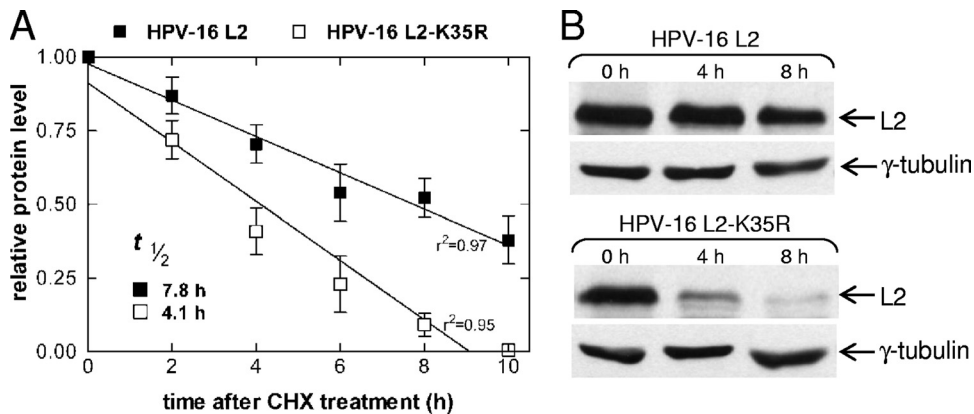 A
■ HPV-16 L2 □ HPV-16 L2-K35R
relative protein level
1.00
0.75
0.50
0.25
0.00
r²=0.97
r²=0.95
t ½
■ 7.8 h
□ 4.1 h
0 2 4 6 8 10
time after CHX treatment (h)
B
HPV-16 L2
0 h 4 h 8 h
L2
γ-tubulin
HPV-16 L2-K35R
0 h 4 h 8 h
L2
γ-tubulin